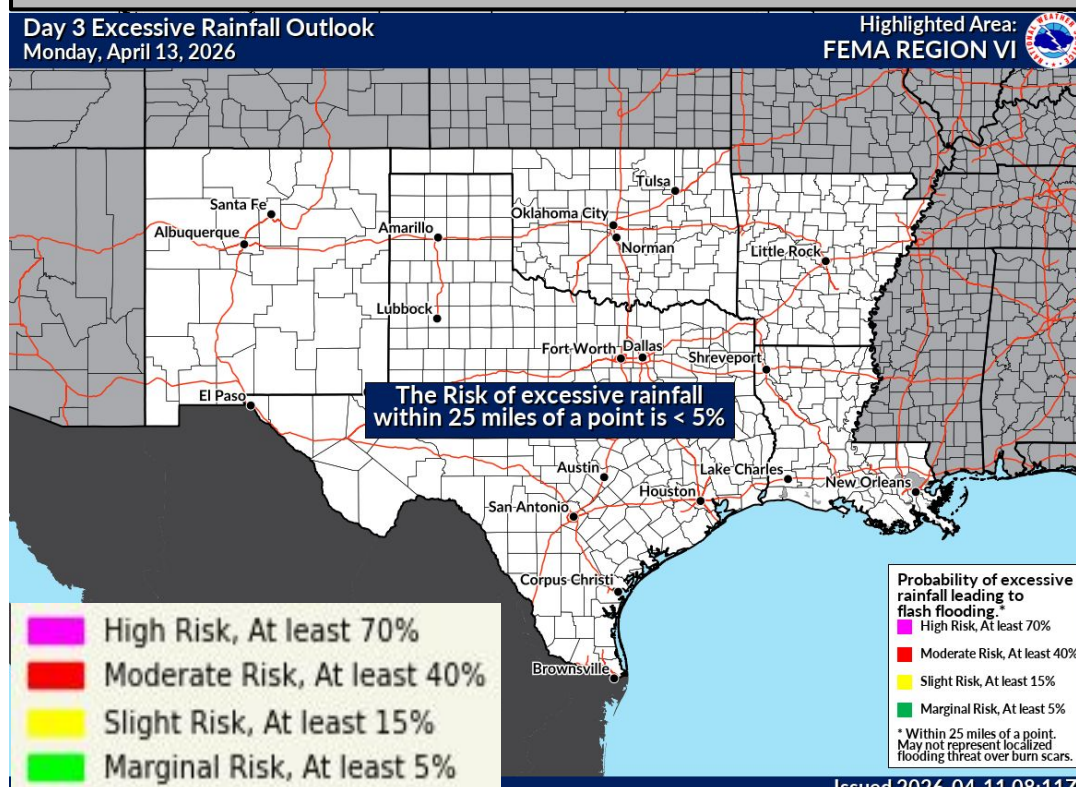 Day 3 Excessive Rainfall Outlook
Monday, April 13, 2026
Highlighted Area:
FEMA REGION VI
Santa Fe
Albuquerque
Amarillo
Tulsa
Oklahoma City
Norman
Little Rock
Lubbock
Fort Worth
Dallas
Shreveport
El Paso
The Risk of excessive rainfall
within 25 miles of a point is < 5%
Austin
Lake Charles
New Orleans
Houston
San Antonio
Corpus Christi
Brownsville
High Risk, At least 70%
Moderate Risk, At least 40%
Slight Risk, At least 15%
Marginal Risk, At least 5%
Probability of excessive
rainfall leading to
flash flooding.*
High Risk, At least 70%
Moderate Risk, At least 40%
Slight Risk, At least 15%
Marginal Risk, At least 5%
* Within 25 miles of a point.
May not represent localized
flooding threat over burn scars.
Issued 2026-04-11 08:11Z